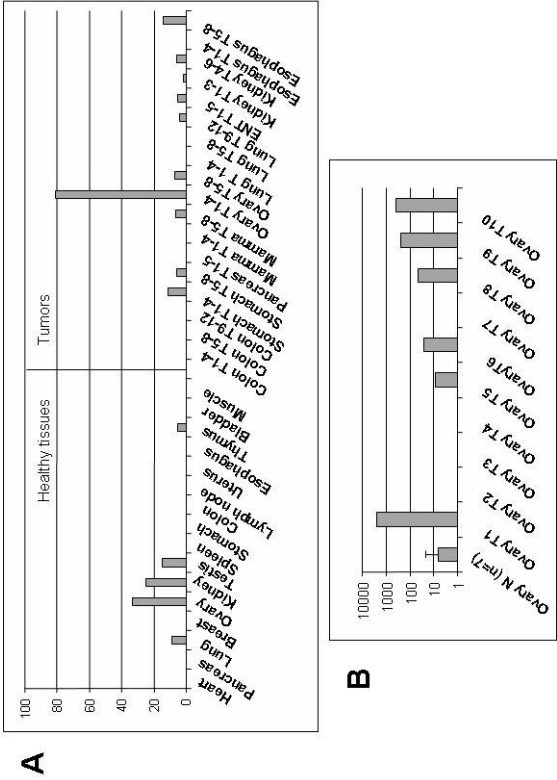 A
100
80
60
40
20
0
Healthy tissues
Tumors
Heart
Pancreas
Lung
Breast
Ovary
Kidney
Testis
Spleen
Stomach
Colon
Lymph node
Uterus
Esophagus
Thymus
Bladder
Muscle
Colon T1-4
Colon T5-8
Colon T9-12
Stomach T1-4
Stomach T5-8
Pancreas T1-5
Mamma T1-4
Mamma T5-8
Ovary T1-4
Ovary T5-8
Lung T 1-4
Lung T5-8
Lung T9-12
ENT T1-5
Kidney T1-3
Kidney T4-6
Esophagus T1-4
Esophagus T5-8
B
10000
1000
100
10
1
Ovary N (n=7)
Ovary T1
Ovary T2
Ovary T3
Ovary T4
Ovary T5
OvaryT6
Ovary T7
Ovary T8
Ovary T9
Ovary T10